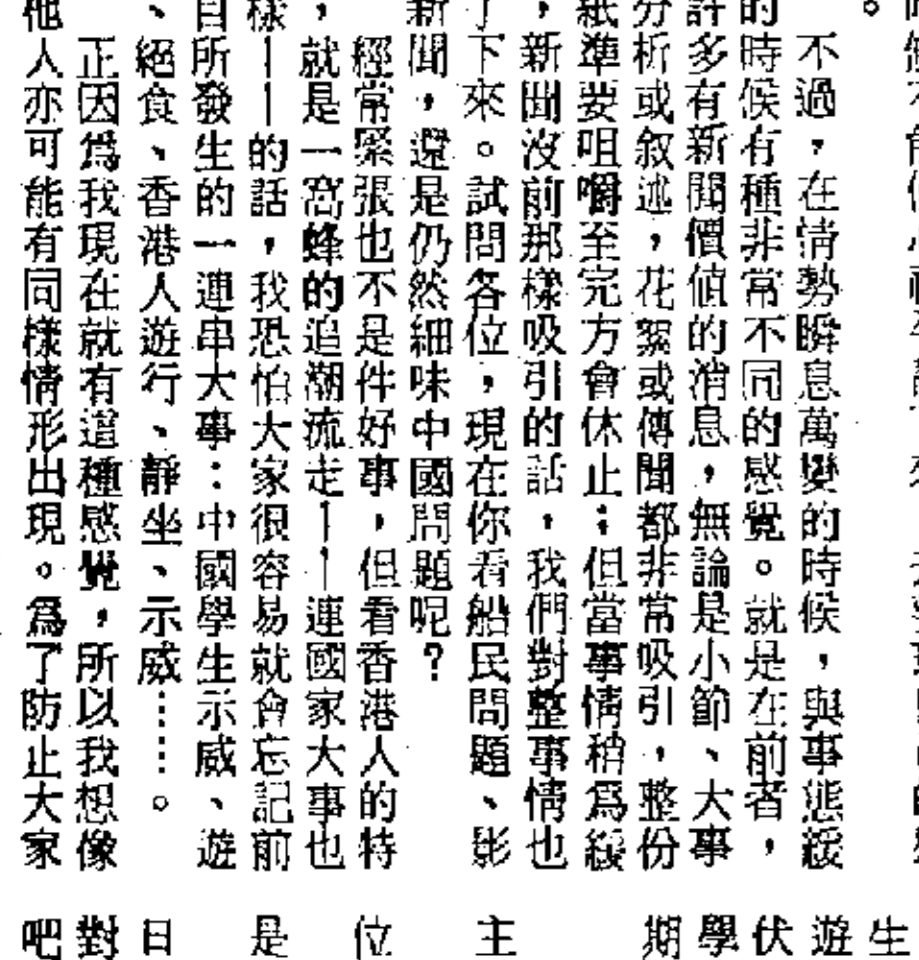 不過，在情勢瞬息萬變的時候，與事態緩
的時候有種非常不同的感覺。就是在前者，
許多有新聞價值的消息，無論是小節、大事
分析或叙述，花絮或傳聞都非常吸引，整份
紙準要咀嚼至完方會休止；但當事情稍爲緩
，新聞沒前那樣吸引的話，我們對整事情也
了下來。試問各位，現在你看船民問題、影
新聞，還是仍然細味中國問題呢？
經常緊張也不是件好事，但看香港人的特
，就是一窩蜂的追潮流走——連國家大事也
樣——的話，我恐怕大家很容易就會忘記前
日所發生的一連串大事：中國學生示威、遊
、絕食、香港人遊行、靜坐、示威……。
正因爲我現在就有這種感覺，所以我想像
他人亦可能有同樣情形出現。爲了防止大家
生
遊
伏
學
期
主
位
是
日
對
吧